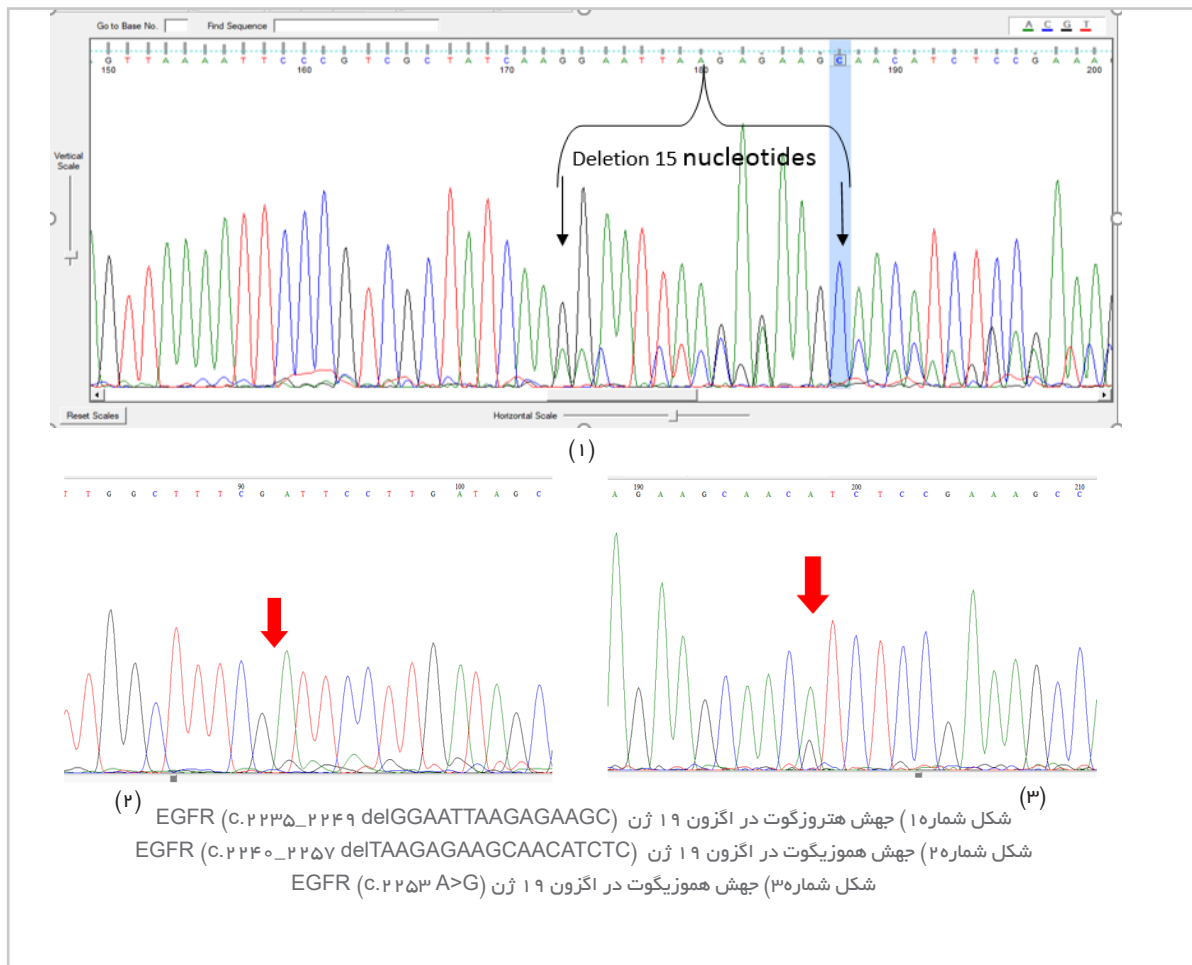 Go to Base No. Find Sequence A C G T
G T T A A A A T T C C C G T C G C T A T C A A G G A A T T A A G A G A A G C A A C A T C T C C G A A A
150 160 170 180 190 200
Vertical
Scale
Deletion 15 nucleotides
Reset Scales Horizontal Scale
(۱)
90 100
T T G G C T T T C G A T T C C T T G A T A G C
190 200 210
A G A A G C A A C A T C T C C G A A A G C C
(۲)
(۳)
شکل شماره۱) جهش هتروزگوت در اگزون ۱۹ ژن EGFR (c.۲۲۳۵_۲۲۴۹ delGGAATTAAGAGAAGC)
شکل شماره۲) جهش هموزیگوت در اگزون ۱۹ ژن EGFR (c.۲۲۴۰_۲۲۵۷ delTAAGAGAAGCAACATCTC)
شکل شماره۳) جهش هموزیگوت در اگزون ۱۹ ژن EGFR (c.۲۲۵۳ A>G)